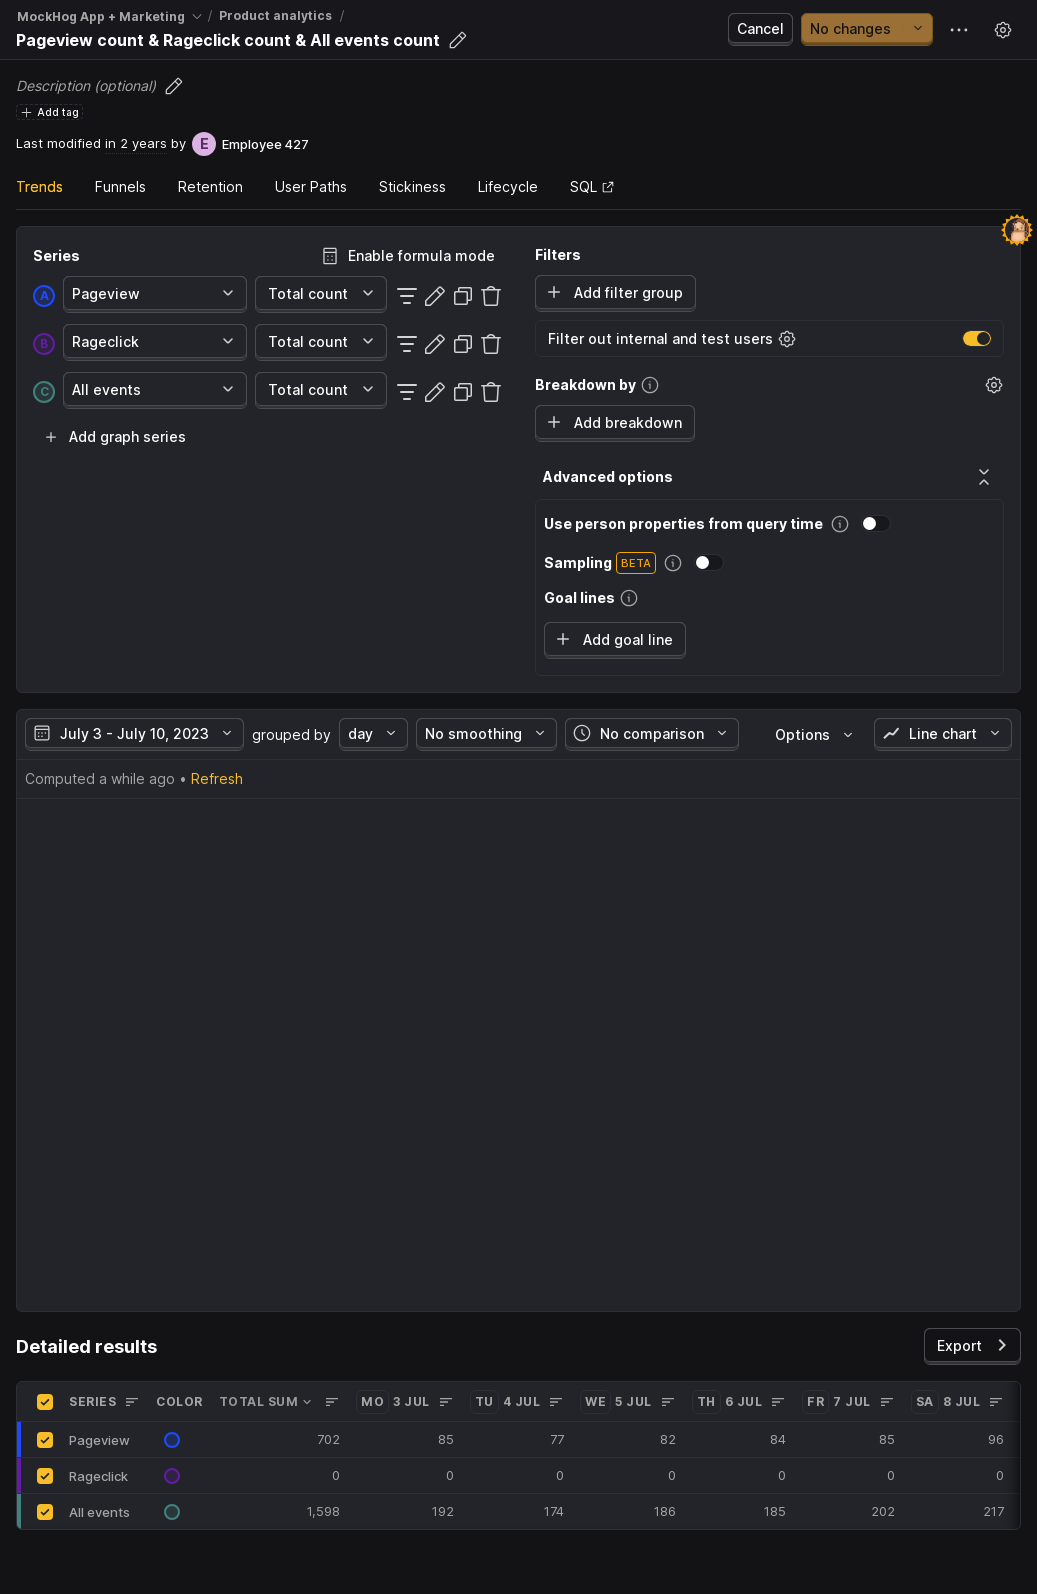 MockHog App + Marketing / Product analytics /
Pageview count & Rageclick count & All events count
Cancel
No changes
Description (optional)
Add tag
Last modified in 2 years by E Employee 427
Trends Funnels Retention User Paths Stickiness Lifecycle SQL
Series
Enable formula mode
A Pageview Total count
B Rageclick Total count
C All events Total count
Add graph series
Filters
Add filter group
Filter out internal and test users
Breakdown by
Add breakdown
Advanced options
Use person properties from query time
Sampling BETA
Goal lines
Add goal line
July 3 - July 10, 2023 grouped by day No smoothing No comparison Options Line chart
Computed a while ago • Refresh
Detailed results
Export
SERIES COLOR TOTAL SUM MO 3 JUL TU 4 JUL WE 5 JUL TH 6 JUL FR 7 JUL SA 8 JUL
Pageview 702 85 77 82 84 85 96
Rageclick 0 0 0 0 0 0 0
All events 1,598 192 174 186 185 202 217